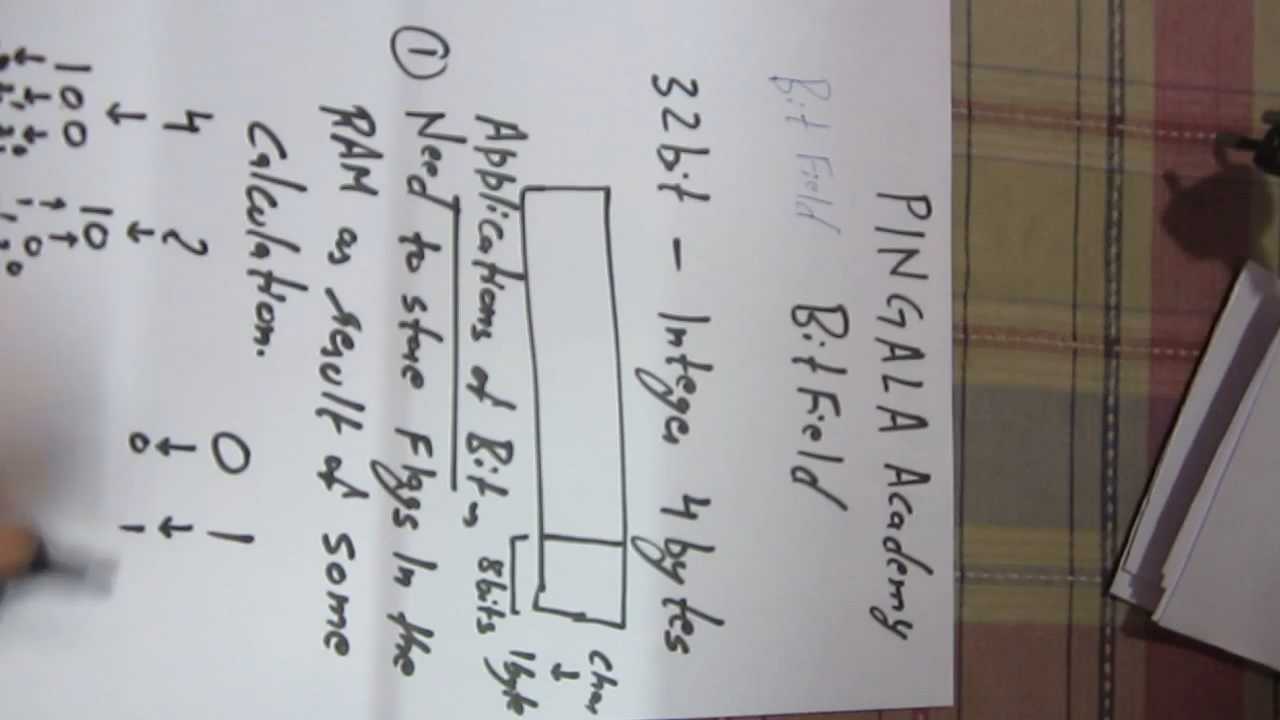 PINGALA Academy
Bit Field Bit Field
32bit - Integer 4 bytes
char
↓
8bits 1byte
Applications of Bit
① Need to store Flags In the
RAM as result of some
Calculation.
0 1
↓ ↓
0 1
4 2
↓ ↓
100 10